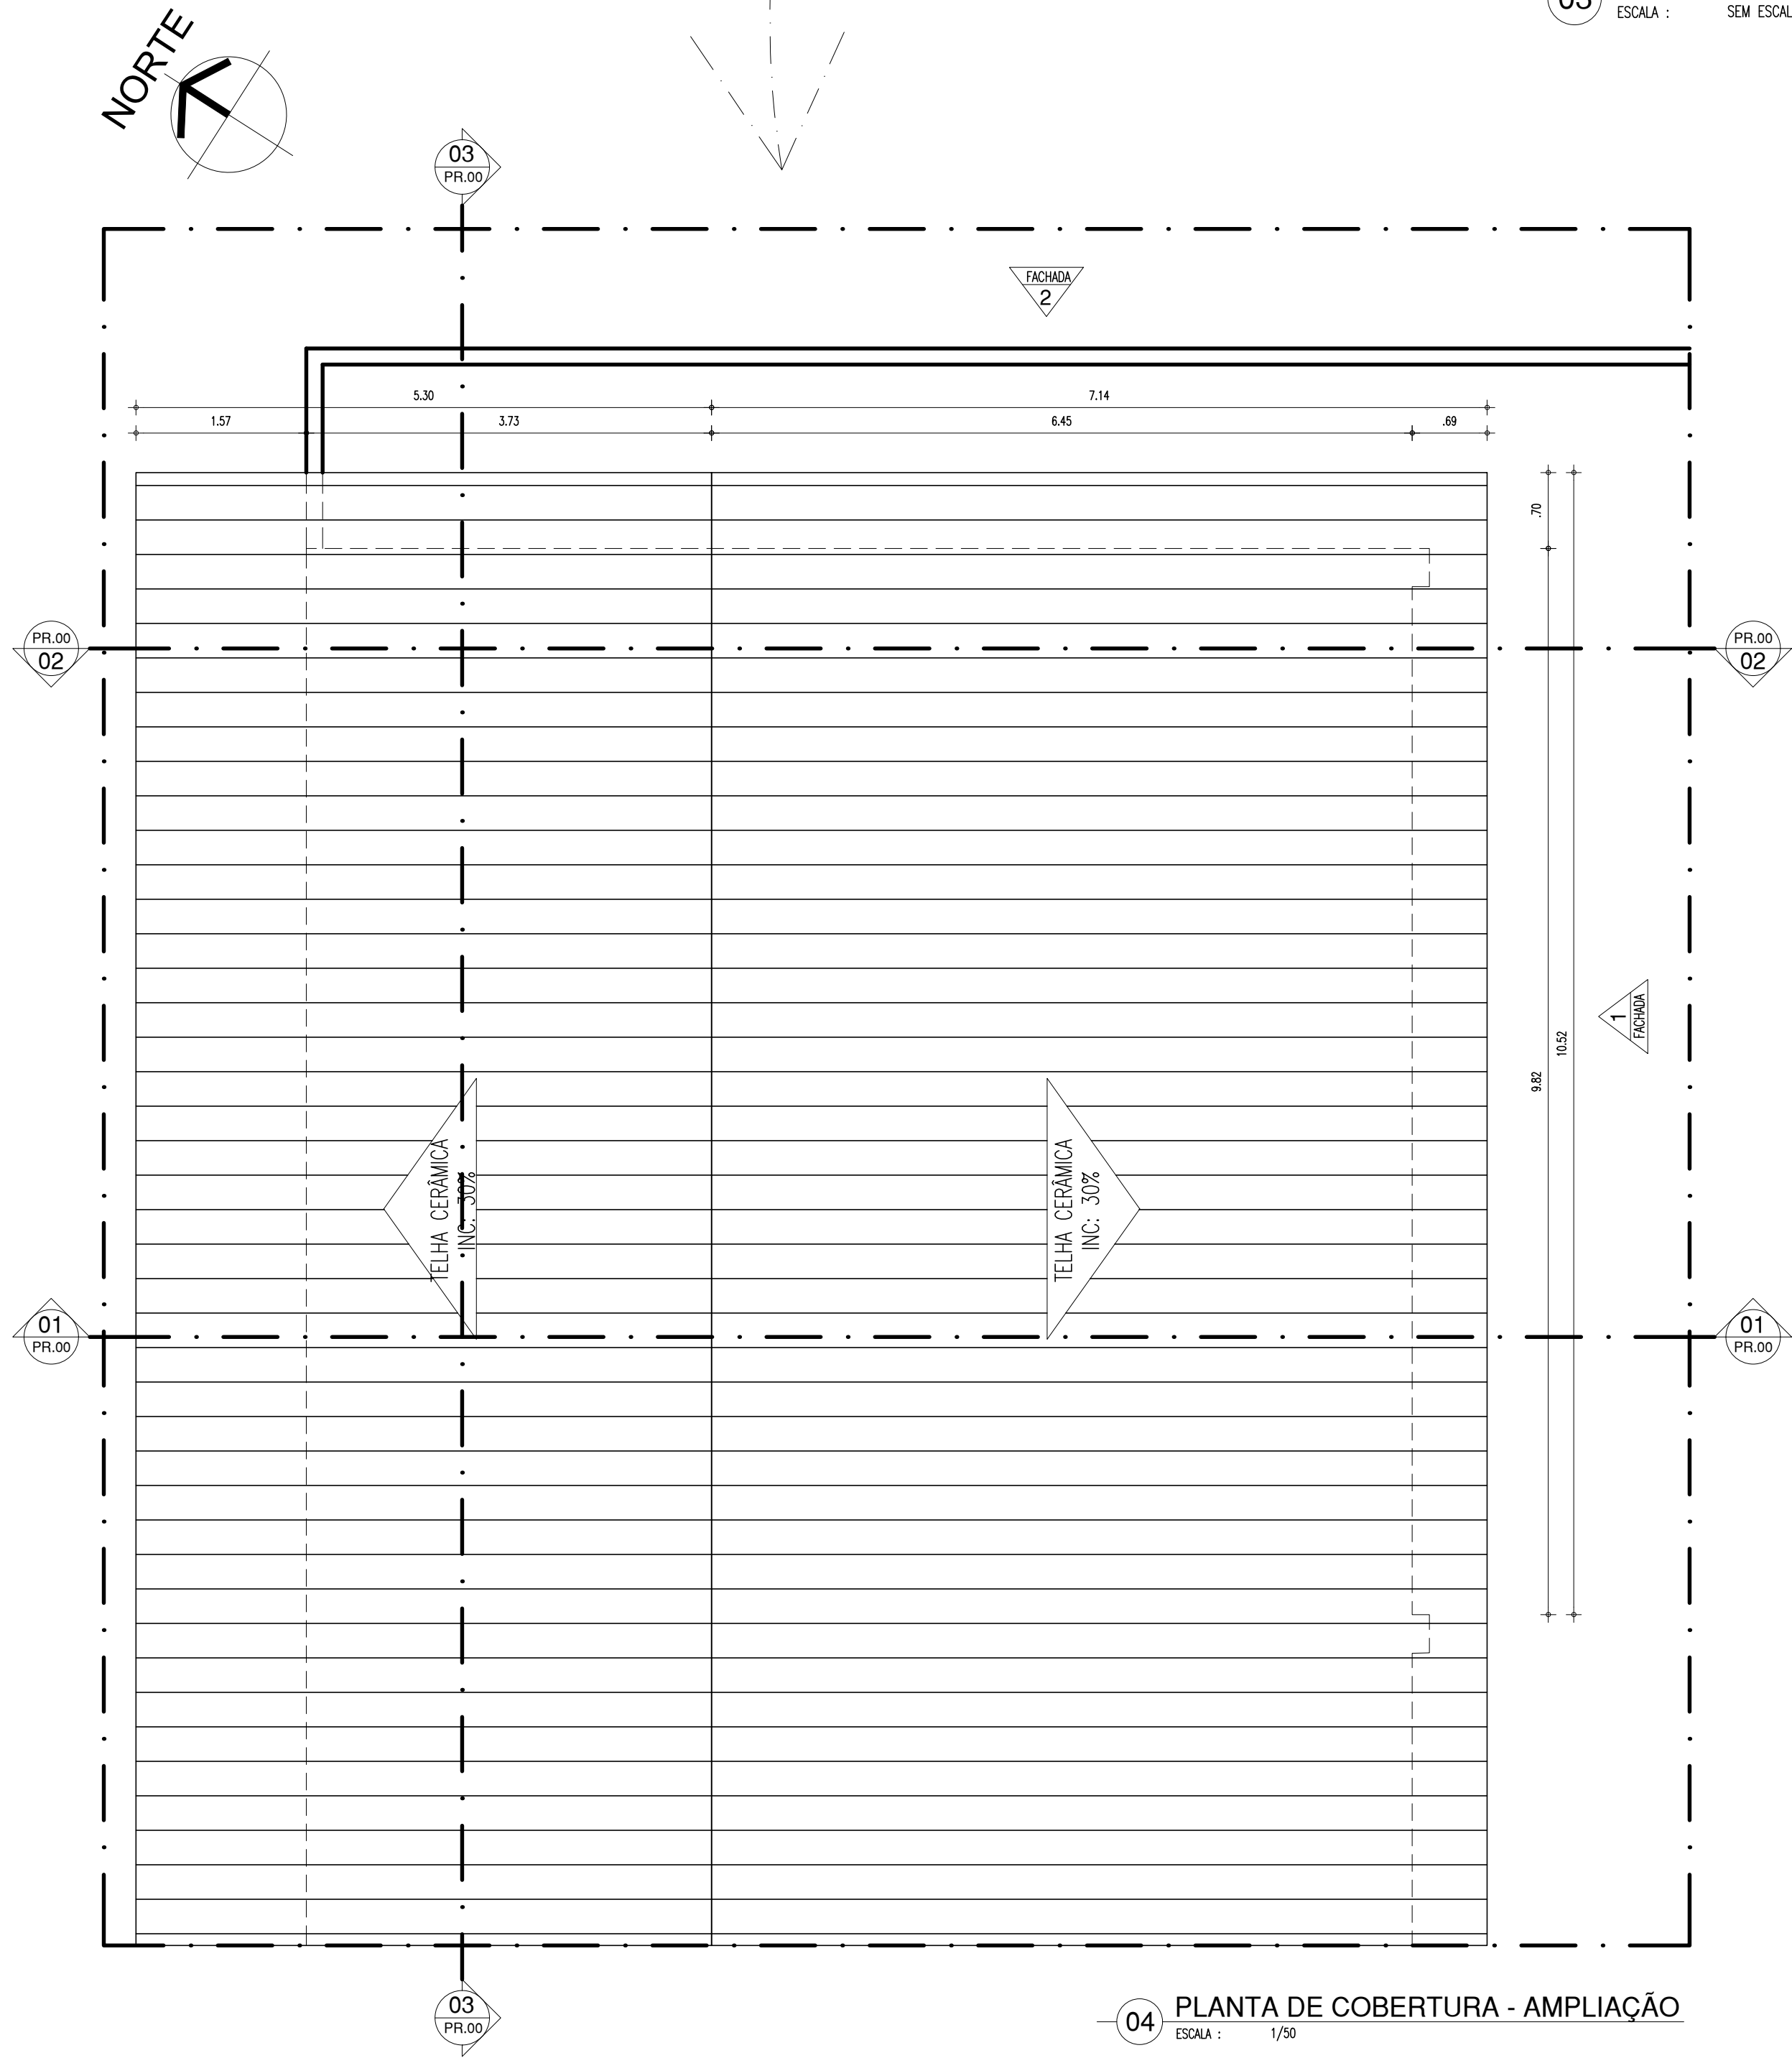 NORTE
03
ESCALA :
03
PR.00
FACHADA
2
5.30
7.14
1.57
3.73
6.45
.69
.70
PR.00
02
PR.00
02
1
FACHADA
10.52
9.82
TELHA CERÂMICA
INC: 30%
TELHA CERÂMICA
INC: 30%
01
PR.00
01
PR.00
03
PR.00
04
PLANTA DE COBERTURA - AMPLIAÇÃO
ESCALA : 1/50